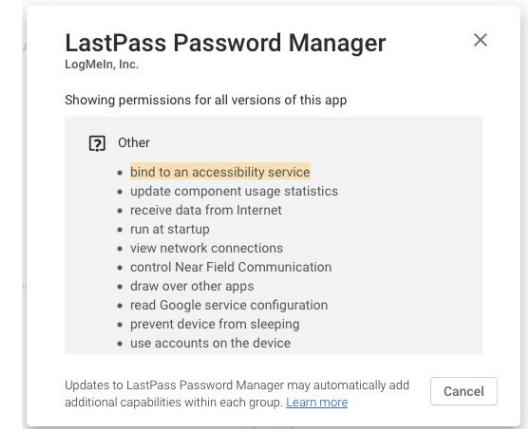 LastPass Password Manager
LogMeIn, Inc.
Showing permissions for all versions of this app
Other
• bind to an accessibility service
• update component usage statistics
• receive data from Internet
• run at startup
• view network connections
• control Near Field Communication
• draw over other apps
• read Google service configuration
• prevent device from sleeping
• use accounts on the device
Updates to LastPass Password Manager may automatically add
additional capabilities within each group. Learn more
Cancel